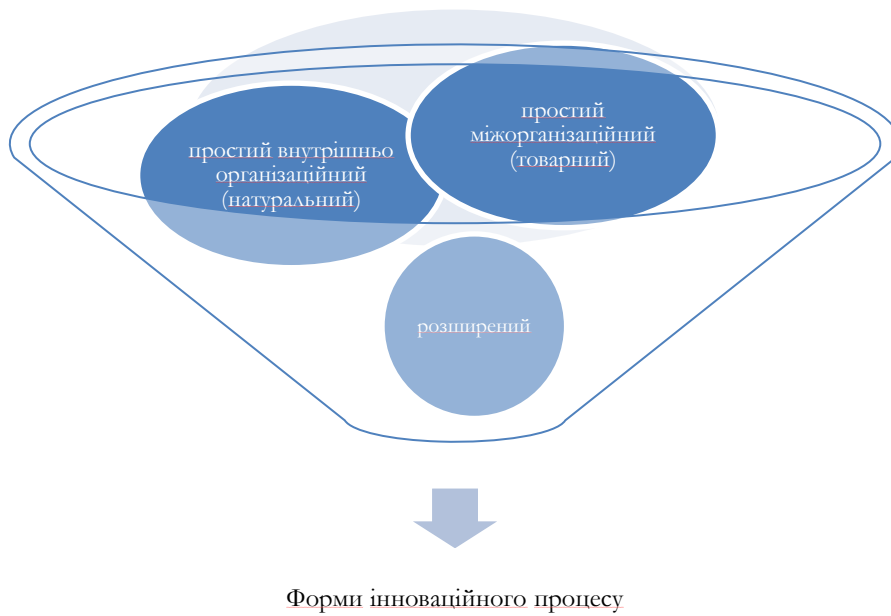 простий внутрішньо
організаційний
(натуральний)
простий
міжорганізаційний
(товарний)
розширений
Форми інноваційного процесу